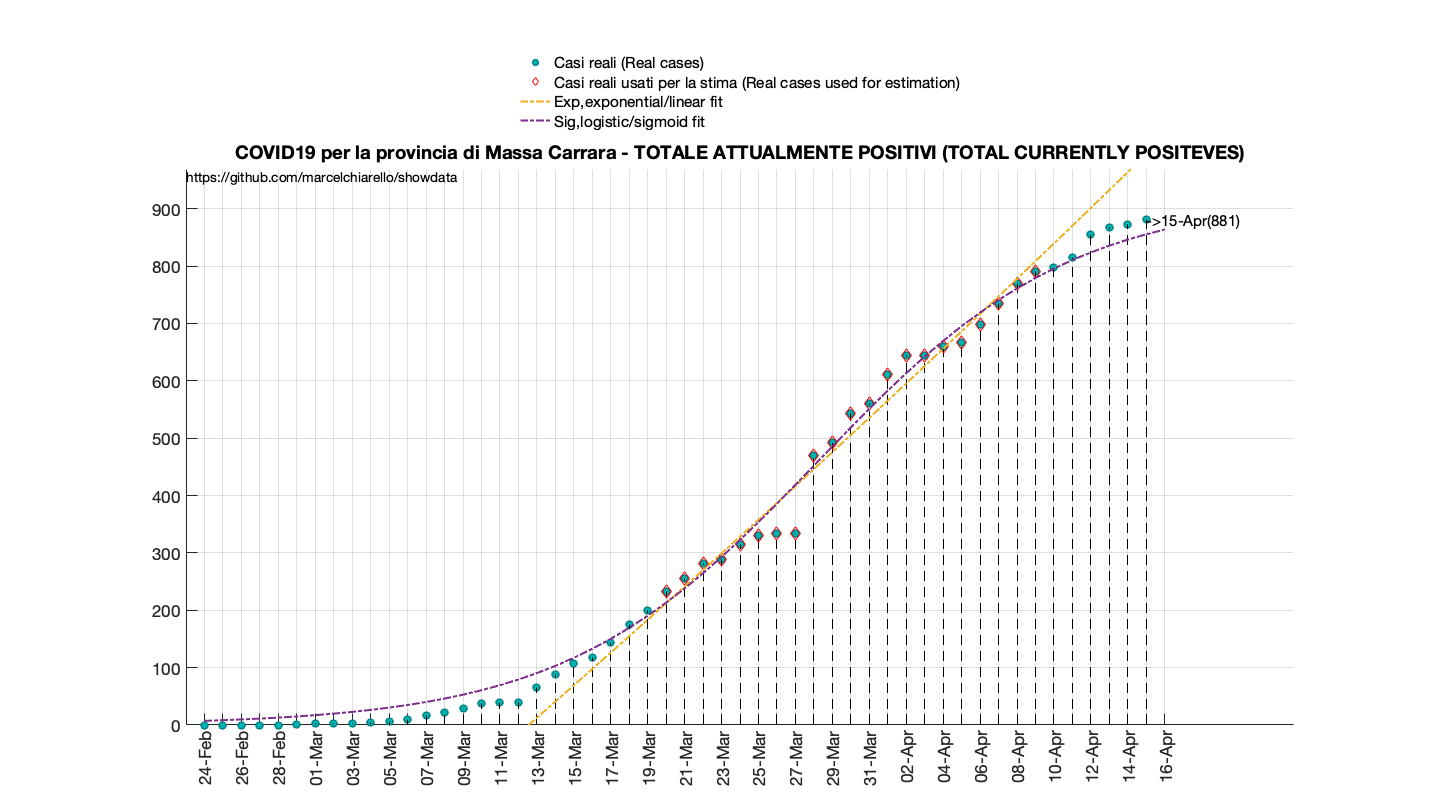 Casi reali (Real cases)
Casi reali usati per la stima (Real cases used for estimation)
Exp,exponential/linear fit
Sig,logistic/sigmoid fit
COVID19 per la provincia di Massa Carrara - TOTALE ATTUALMENTE POSITIVI (TOTAL CURRENTLY POSITEVES)
https://github.com/marcelchiarello/showdata
900
>15-Apr(881)
800
700
600
500
400
300
200
100
0
24-Feb
26-Feb
28-Feb
01-Mar
03-Mar
05-Mar
07-Mar
09-Mar
11-Mar
13-Mar
15-Mar
17-Mar
19-Mar
21-Mar
23-Mar
25-Mar
27-Mar
29-Mar
31-Mar
02-Apr
04-Apr
06-Apr
08-Apr
10-Apr
12-Apr
14-Apr
16-Apr